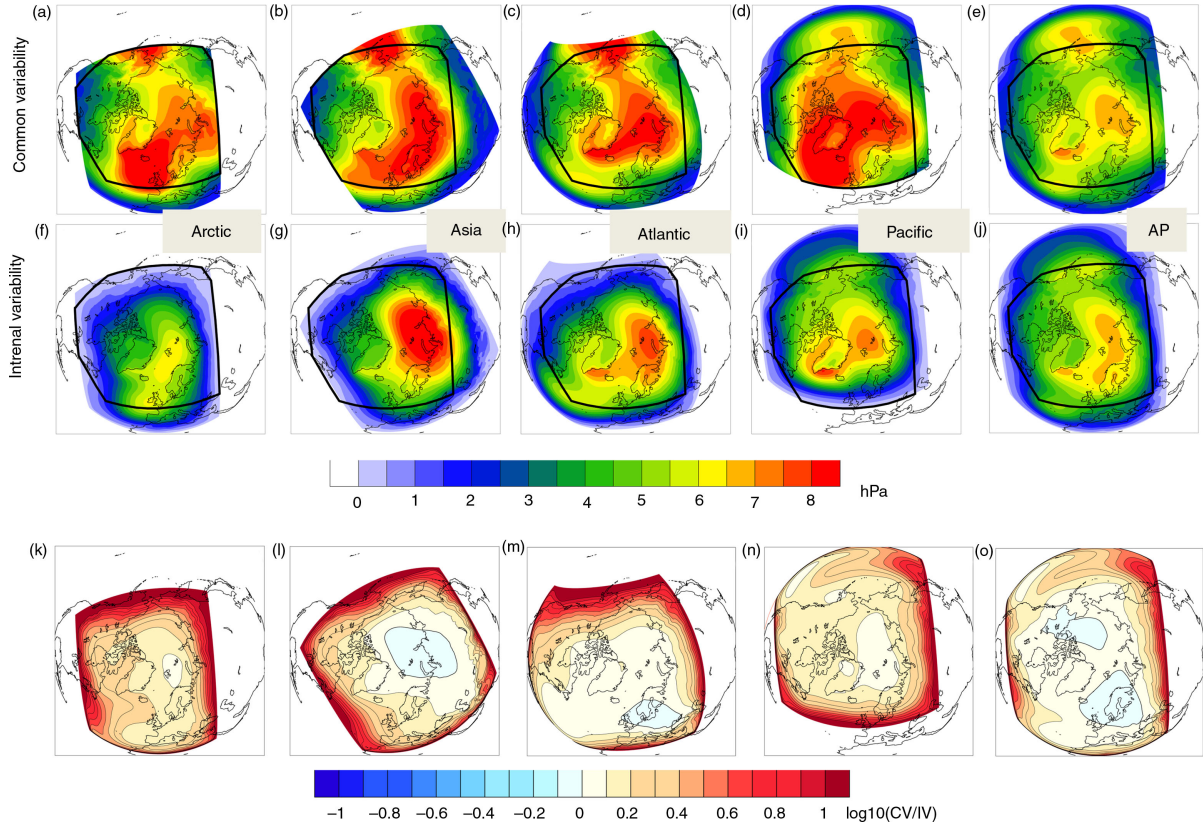 (a) (b) (c) (d) (e)
Common variability
Arctic Asia Atlantic Pacific AP
(f) (g) (h) (i) (j)
Intrenal variability
0 1 2 3 4 5 6 7 8 hPa
(k) (l) (m) (n) (o)
−1 −0.8 −0.6 −0.4 −0.2 0 0.2 0.4 0.6 0.8 1 log10(CV/IV)